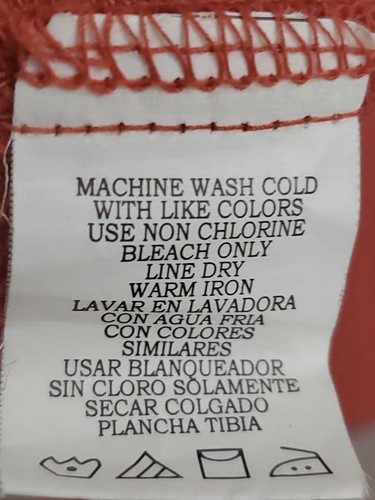 MACHINE WASH COLD
WITH LIKE COLORS
USE NON CHLORINE
BLEACH ONLY
LINE DRY
WARM IRON
LAVAR EN LAVADORA
CON AGUA FRIA
CON COLORES
SIMILARES
USAR BLANQUEADOR
SIN CLORO SÒLAMENTE
SECAR COLGADO
PLANCHA TIBIA